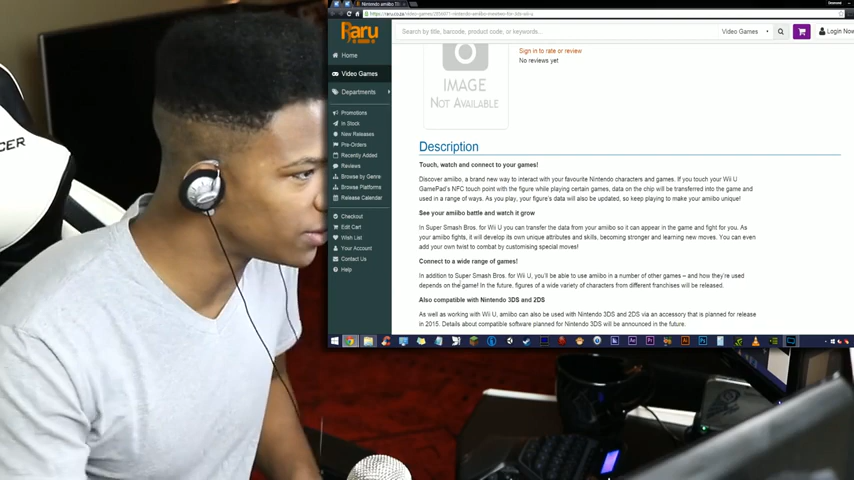 Nintendo amiibo
https://raru.co.za/video-games/
Raru
Search by title, barcode, product code, or keywords...
Video Games
Login Now
Home
Video Games
Departments
Promotions
In Stock
New Releases
Pre-Orders
Recently Added
Reviews
Browse by Genre
Browse Platforms
Release Calendar
Checkout
Edit Cart
Wish List
Your Account
Contact Us
Help
IMAGE
NOT AVAILABLE
Sign in to rate or review
No reviews yet
Description
Touch, watch and connect to your games!
Discover amiibo, a brand new way to interact with your favourite Nintendo characters and games. If you touch your Wii U
GamePad's NFC touch point with the figure while playing certain games, data on the chip will be transferred into the game and
used in a range of ways. As you play, your figure's data will also be updated, so keep playing to make your amiibo unique!
See your amiibo battle and watch it grow
In Super Smash Bros. for Wii U you can transfer the data from your amiibo so it can appear in the game and fight for you. As
your amiibo fights, it will develop its own unique attributes and skills, becoming stronger and learning new moves. You can even
add your own twist to combat by customising special moves!
Connect to a wide range of games!
In addition to Super Smash Bros. for Wii U, you'll be able to use amiibo in a number of other games – and how they're used
depends on the game! In the future, figures of a wide variety of characters from different franchises will be released.
Also compatible with Nintendo 3DS and 2DS
As well as working with Wii U, amiibo can also be used with Nintendo 3DS and 2DS via an accessory that is planned for release
in 2015. Details about compatible software planned for Nintendo 3DS will be announced in the future.